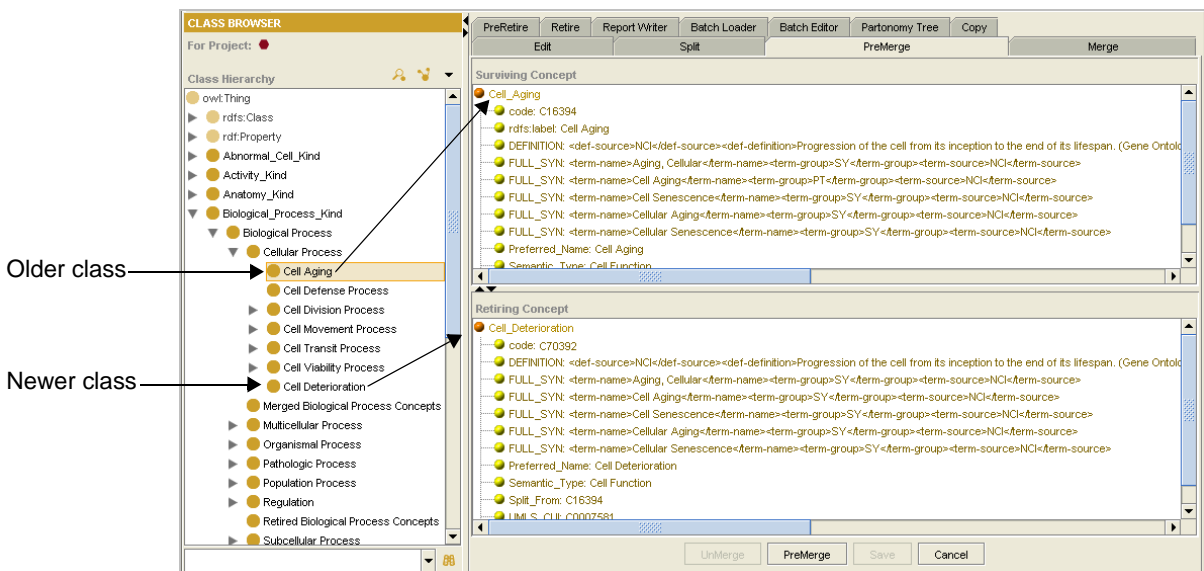 CLASS BROWSER
For Project:
Class Hierarchy
owl:Thing
rdfs:Class
rdf:Property
Abnormal_Cell_Kind
Activity_Kind
Anatomy_Kind
Biological_Process_Kind
Biological Process
Cellular Process
Older class
Cell Aging
Cell Defense Process
Cell Division Process
Cell Movement Process
Cell Transit Process
Cell Viability Process
Newer class
Cell Deterioration
Merged Biological Process Concepts
Multicellular Process
Organismal Process
Pathologic Process
Population Process
Regulation
Retired Biological Process Concepts
Subcellular Process
PreRetire Retire Report Writer Batch Loader Batch Editor Partonomy Tree Copy
Edit Split PreMerge Merge
Surviving Concept
Cell_Aging
code: C16394
rdfs:label: Cell Aging
DEFINITION: <def-source>NCI</def-source><def-definition>Progression of the cell from its inception to the end of its lifespan. (Gene Ontolo
FULL_SYN: <term-name>Aging, Cellular</term-name><term-group>SY</term-group><term-source>NCI</term-source>
FULL_SYN: <term-name>Cell Aging</term-name><term-group>PT</term-group><term-source>NCI</term-source>
FULL_SYN: <term-name>Cell Senescence</term-name><term-group>SY</term-group><term-source>NCI</term-source>
FULL_SYN: <term-name>Cellular Aging</term-name><term-group>SY</term-group><term-source>NCI</term-source>
FULL_SYN: <term-name>Cellular Senescence</term-name><term-group>SY</term-group><term-source>NCI</term-source>
Preferred_Name: Cell Aging
Semantic_Type: Cell Function
Retiring Concept
Cell_Deterioration
code: C70392
DEFINITION: <def-source>NCI</def-source><def-definition>Progression of the cell from its inception to the end of its lifespan. (Gene Ontolo
FULL_SYN: <term-name>Aging, Cellular</term-name><term-group>SY</term-group><term-source>NCI</term-source>
FULL_SYN: <term-name>Cell Aging</term-name><term-group>SY</term-group><term-source>NCI</term-source>
FULL_SYN: <term-name>Cell Senescence</term-name><term-group>SY</term-group><term-source>NCI</term-source>
FULL_SYN: <term-name>Cellular Aging</term-name><term-group>SY</term-group><term-source>NCI</term-source>
FULL_SYN: <term-name>Cellular Senescence</term-name><term-group>SY</term-group><term-source>NCI</term-source>
Preferred_Name: Cell Deterioration
Semantic_Type: Cell Function
Split_From: C16394
UMLS_CUI: C0007581
UnMerge PreMerge Save Cancel